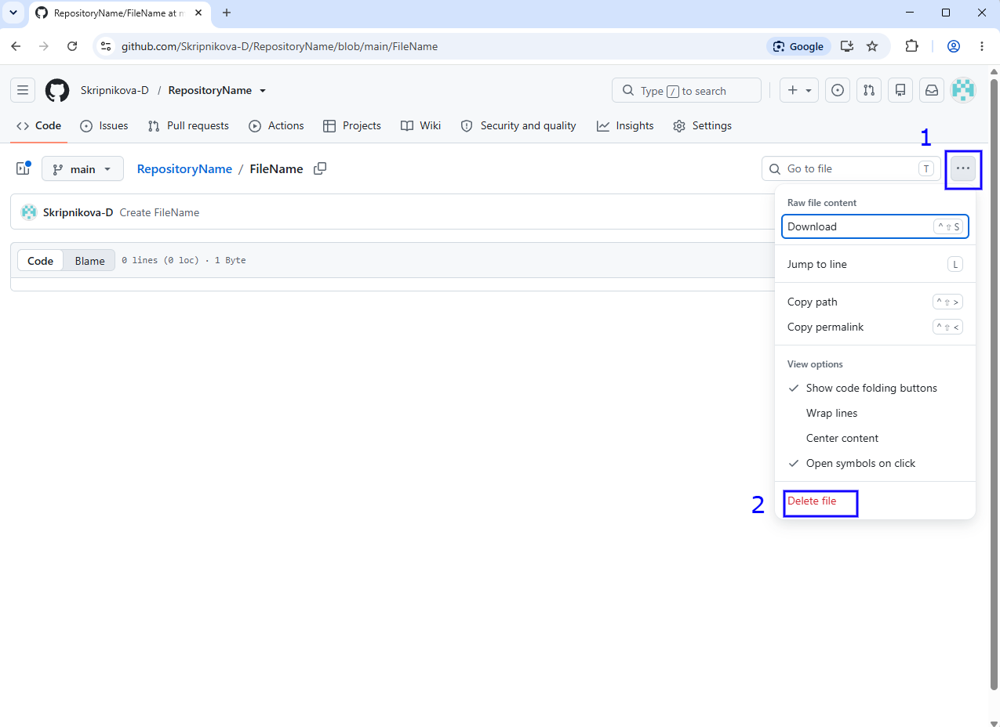 RepositoryName/FileName at m
github.com/Skripnikova-D/RepositoryName/blob/main/FileName
Google
Skripnikova-D / RepositoryName
Type / to search
Code
Issues
Pull requests
Actions
Projects
Wiki
Security and quality
Insights
Settings
1
main
RepositoryName / FileName
Go to file
T
Skripnikova-D Create FileName
Code
Blame
0 lines (0 loc) · 1 Byte
Raw file content
Download ^ ⇧ S
Jump to line L
Copy path ^ ⇧ >
Copy permalink ^ ⇧ <
View options
Show code folding buttons
Wrap lines
Center content
Open symbols on click
2
Delete file